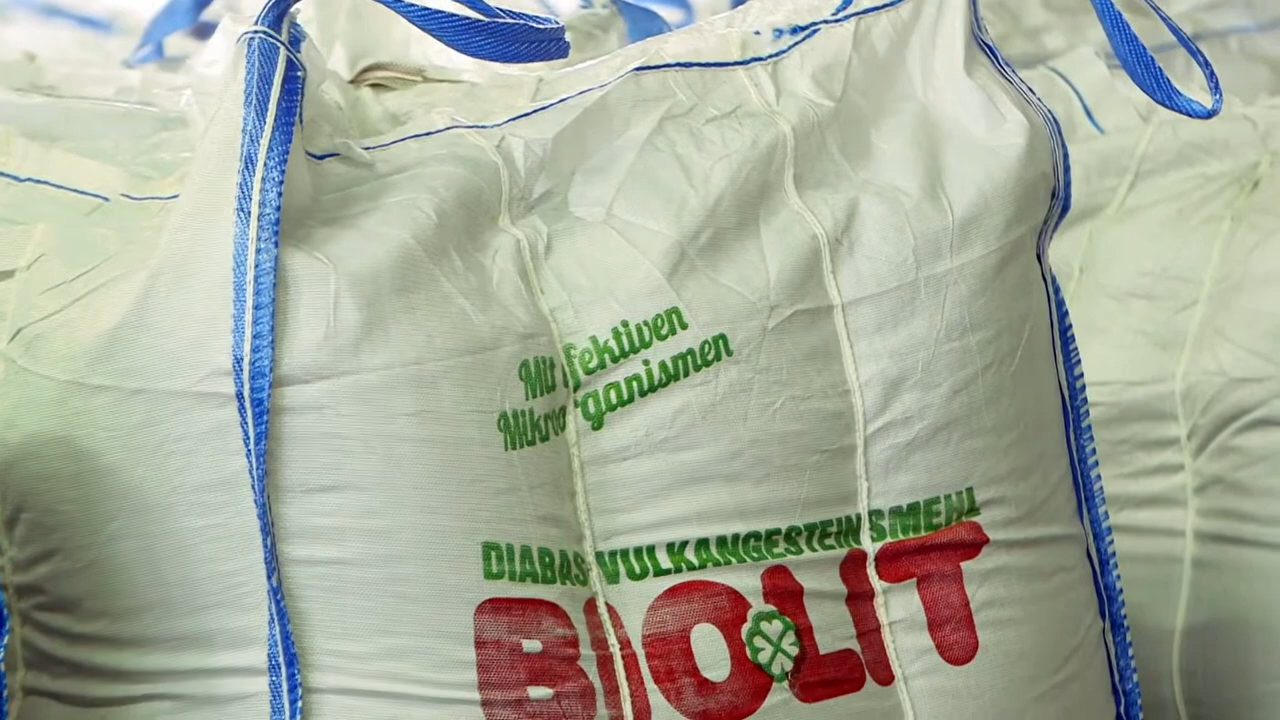 Mit Effektiven
Mikroorganismen
DIABAS VULKANGESTEINSMEHL
BIOLIT